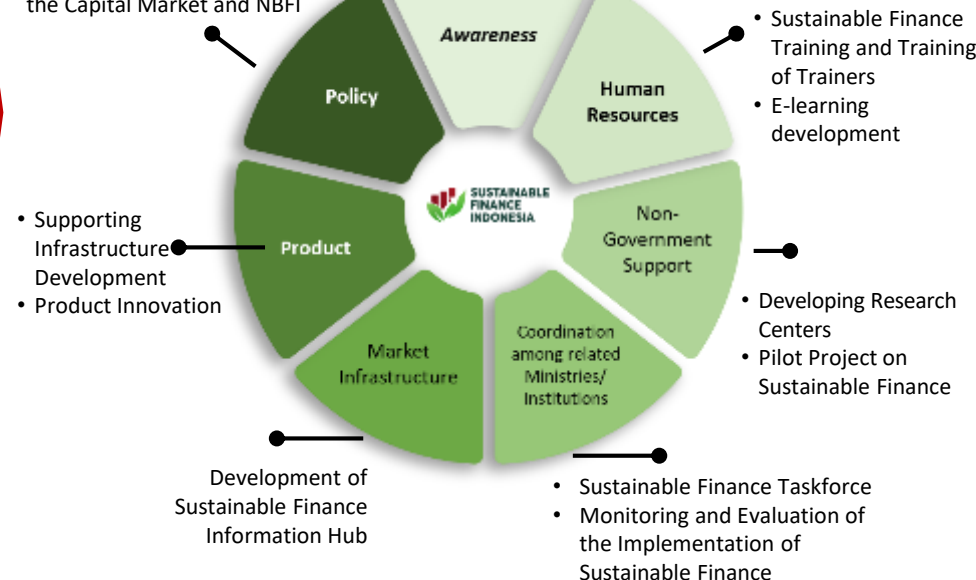 the Capital Market and NBFI
Awareness
Policy
Human
Resources
• Sustainable Finance
Training and Training
of Trainers
• E-learning
development
SUSTAINABLE
FINANCE
INDONESIA
Non-
Government
Support
• Supporting
Infrastructure
Development
• Product Innovation
Product
• Developing Research
Centers
• Pilot Project on
Sustainable Finance
Market
Infrastructure
Coordination
among related
Ministries/
Institutions
Development of
Sustainable Finance
Information Hub
• Sustainable Finance Taskforce
• Monitoring and Evaluation of
the Implementation of
Sustainable Finance